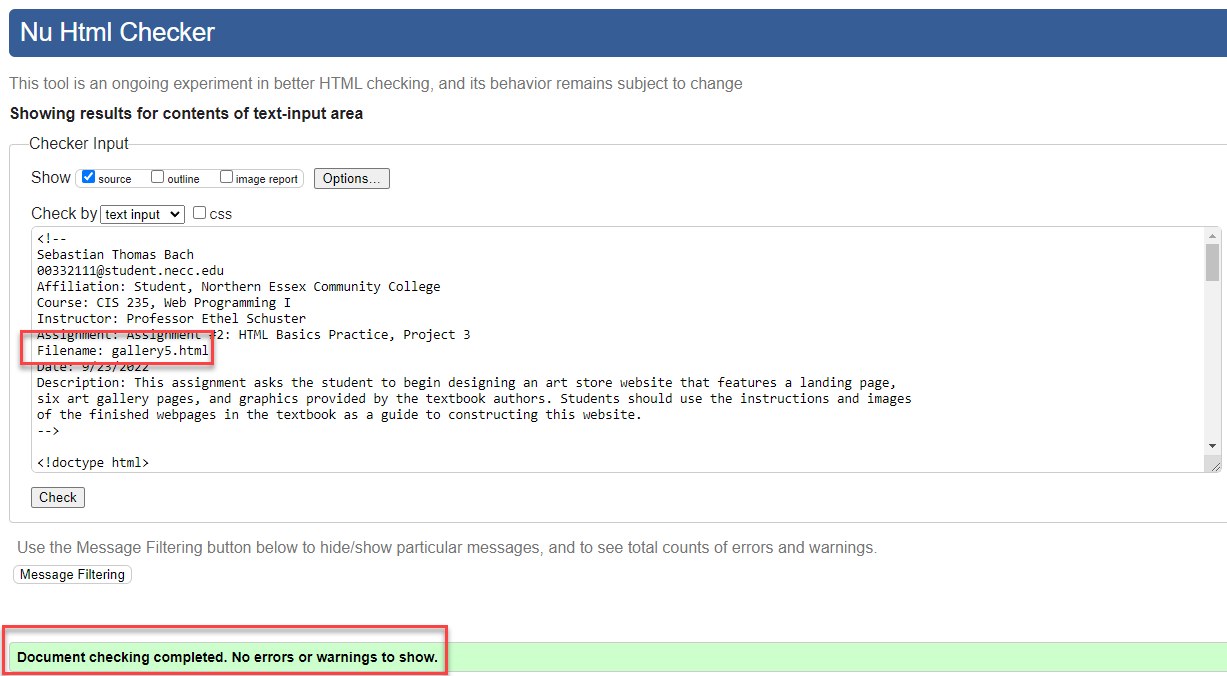 Nu Html Checker
This tool is an ongoing experiment in better HTML checking, and its behavior remains subject to change
Showing results for contents of text-input area
Checker Input
Show source outline image report Options...
Check by text input css
<!--
Sebastian Thomas Bach
00332111@student.necc.edu
Affiliation: Student, Northern Essex Community College
Course: CIS 235, Web Programming I
Instructor: Professor Ethel Schuster
Assignment: Assignment #2: HTML Basics Practice, Project 3
Filename: gallery5.html
Date: 9/23/2022
Description: This assignment asks the student to begin designing an art store website that features a landing page,
six art gallery pages, and graphics provided by the textbook authors. Students should use the instructions and images
of the finished webpages in the textbook as a guide to constructing this website.
-->
<!doctype html>
Check
Use the Message Filtering button below to hide/show particular messages, and to see total counts of errors and warnings.
Message Filtering
Document checking completed. No errors or warnings to show.